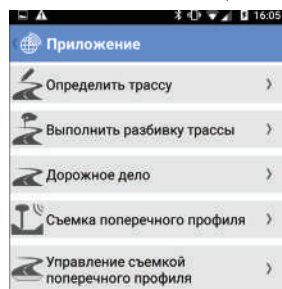 16:05
Приложение
Определить трассу
Выполнить разбивку трассы
Дорожное дело
Съемка поперечного профиля
Управление съемкой
поперечного профиля